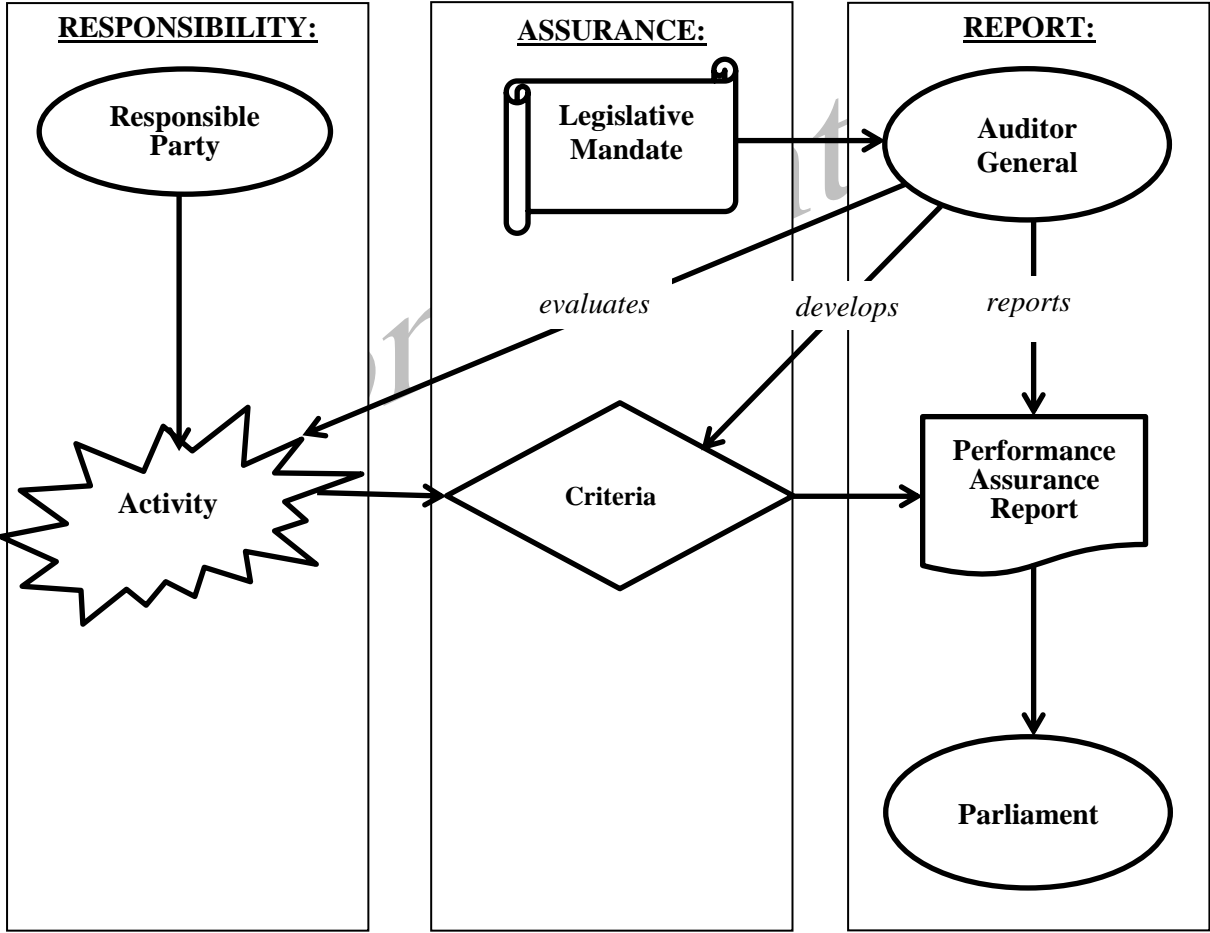 RESPONSIBILITY:
Responsible
Party
Activity
ASSURANCE:
Legislative
Mandate
evaluates
develops
Criteria
REPORT:
Auditor
General
reports
Performance
Assurance
Report
Parliament